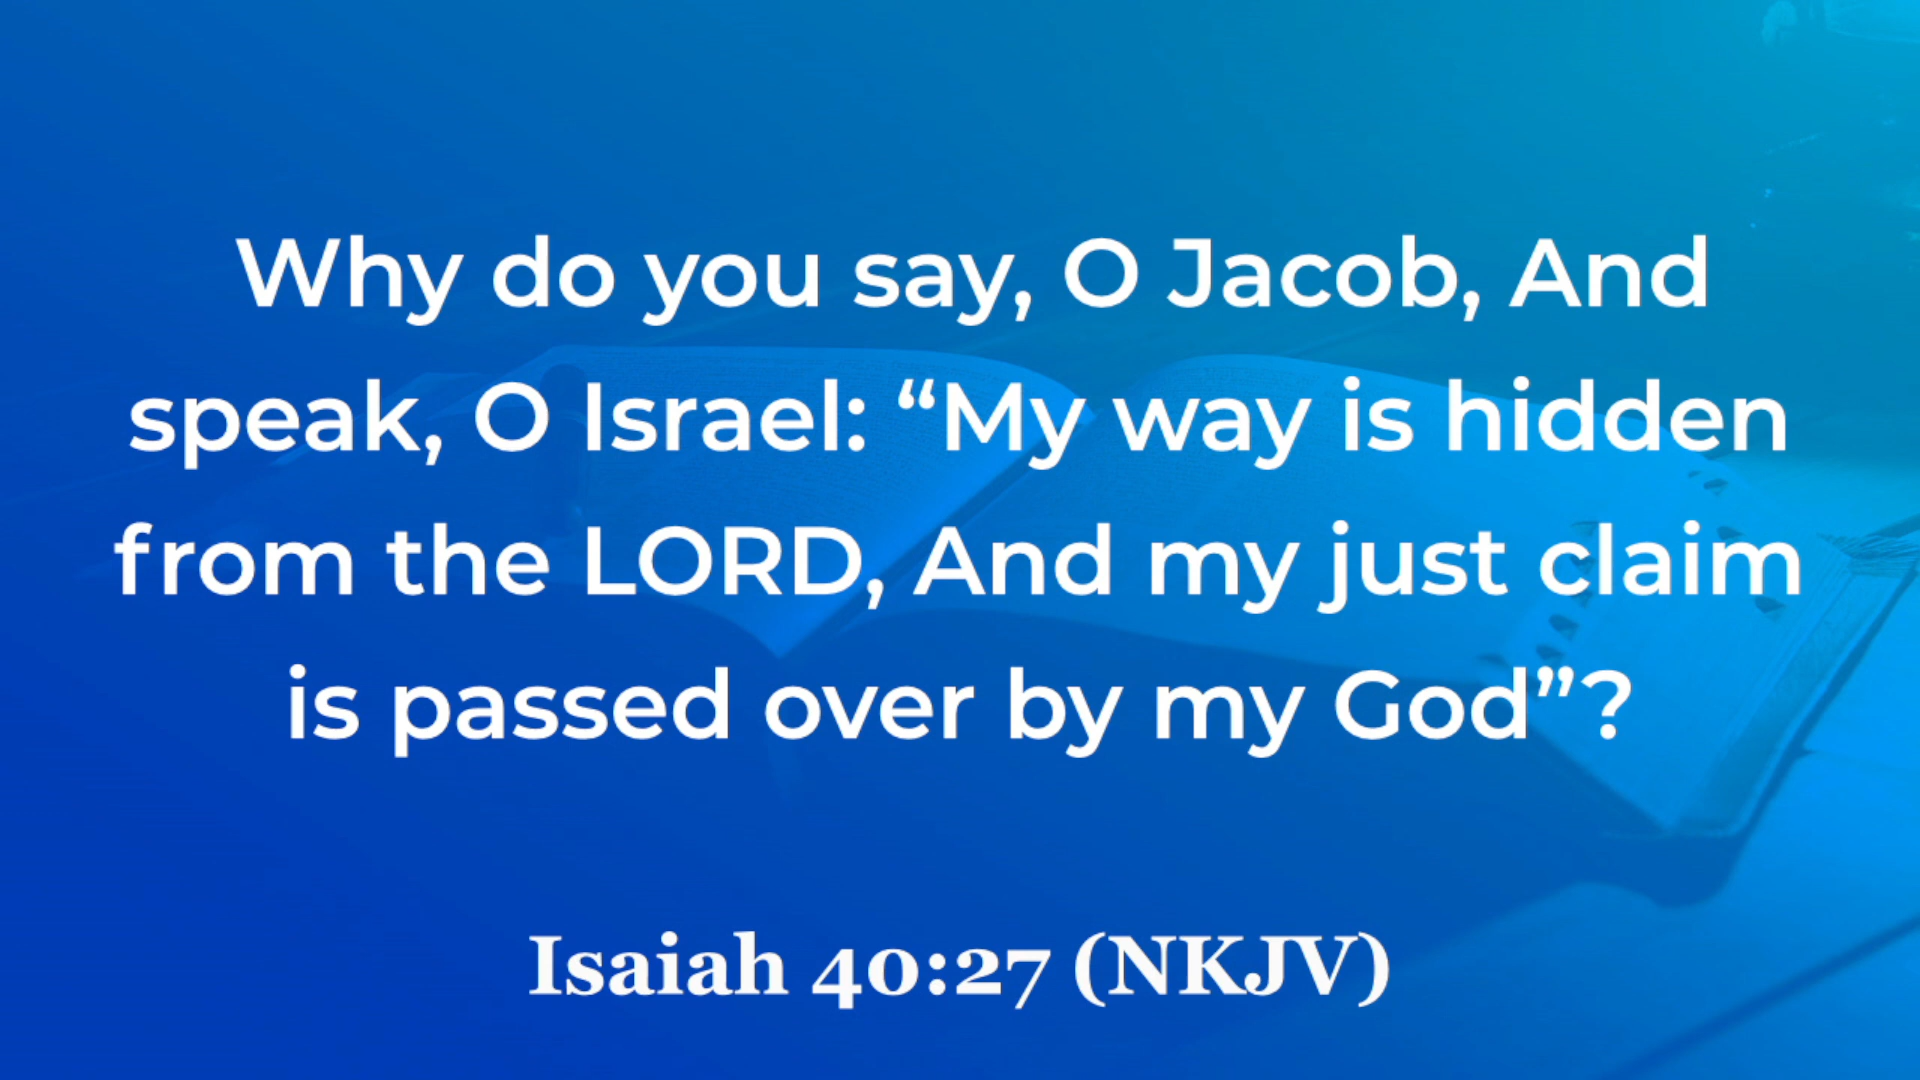 Why do you say, O Jacob, And
speak, O Israel: “My way is hidden
from the LORD, And my just claim
is passed over by my God”?
Isaiah 40:27 (NKJV)